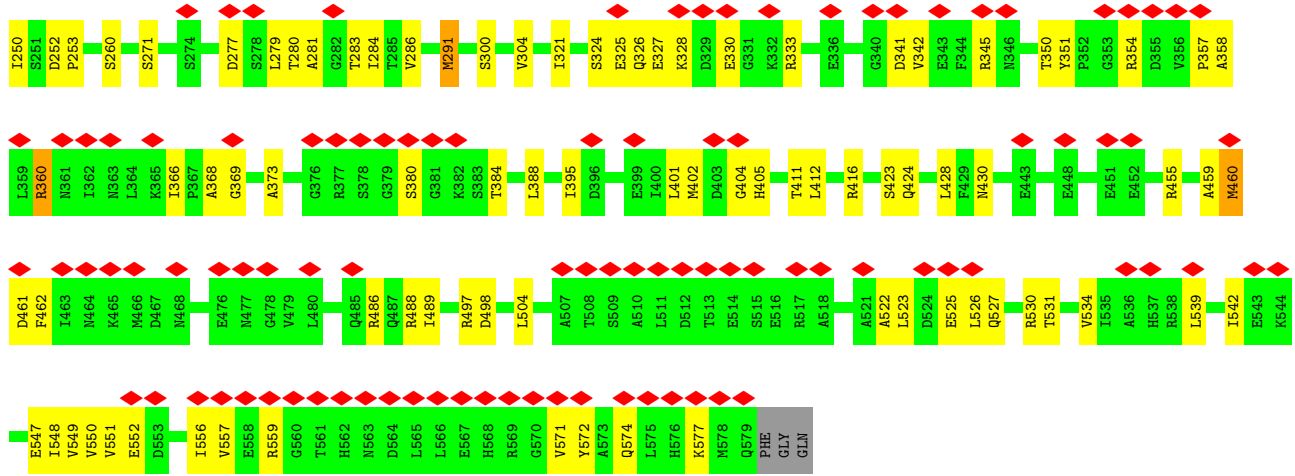 I250 S251 D252 P253 S260 S271 S274 D277 S278 L279 T280 A281 G282 T283 I284 T285 V286 M291 S300 V304 I321 S324 E325 Q326 E327 K328 D329 E330 G331 K332 R333 E336 G340 D341 V342 E343 F344 R345 N346 T350 Y351 P352 G353 R354 D355 V356 P357 A358
L359 R360 N361 I362 N363 L364 K365 I366 P367 A368 G369 A373 G376 R377 S378 G379 S380 G381 K382 S383 T384 L388 I395 D396 E399 I400 L401 M402 D403 G404 H405 T411 L412 R416 S423 Q424 L428 F429 N430 E443 E448 E451 E452 R455 A459 M460
D461 F462 I463 N464 K465 M466 D467 N468 E476 N477 G478 V479 L480 Q485 R486 Q487 R488 I489 R497 D498 L504 A507 T508 S509 A510 L511 D512 T513 E514 S515 E516 R517 A518 A521 A522 L523 D524 E525 L526 Q527 R530 T531 V534 I535 A536 H537 R538 L539 I542 E543 K544
E547 I548 V549 V550 V551 E552 D553 I556 V557 E558 R559 G560 T561 H562 N563 D564 L565 L566 E567 H568 R569 G570 V571 Y572 A573 Q574 L575 H576 K577 M578 Q579 PHE GLY GLN